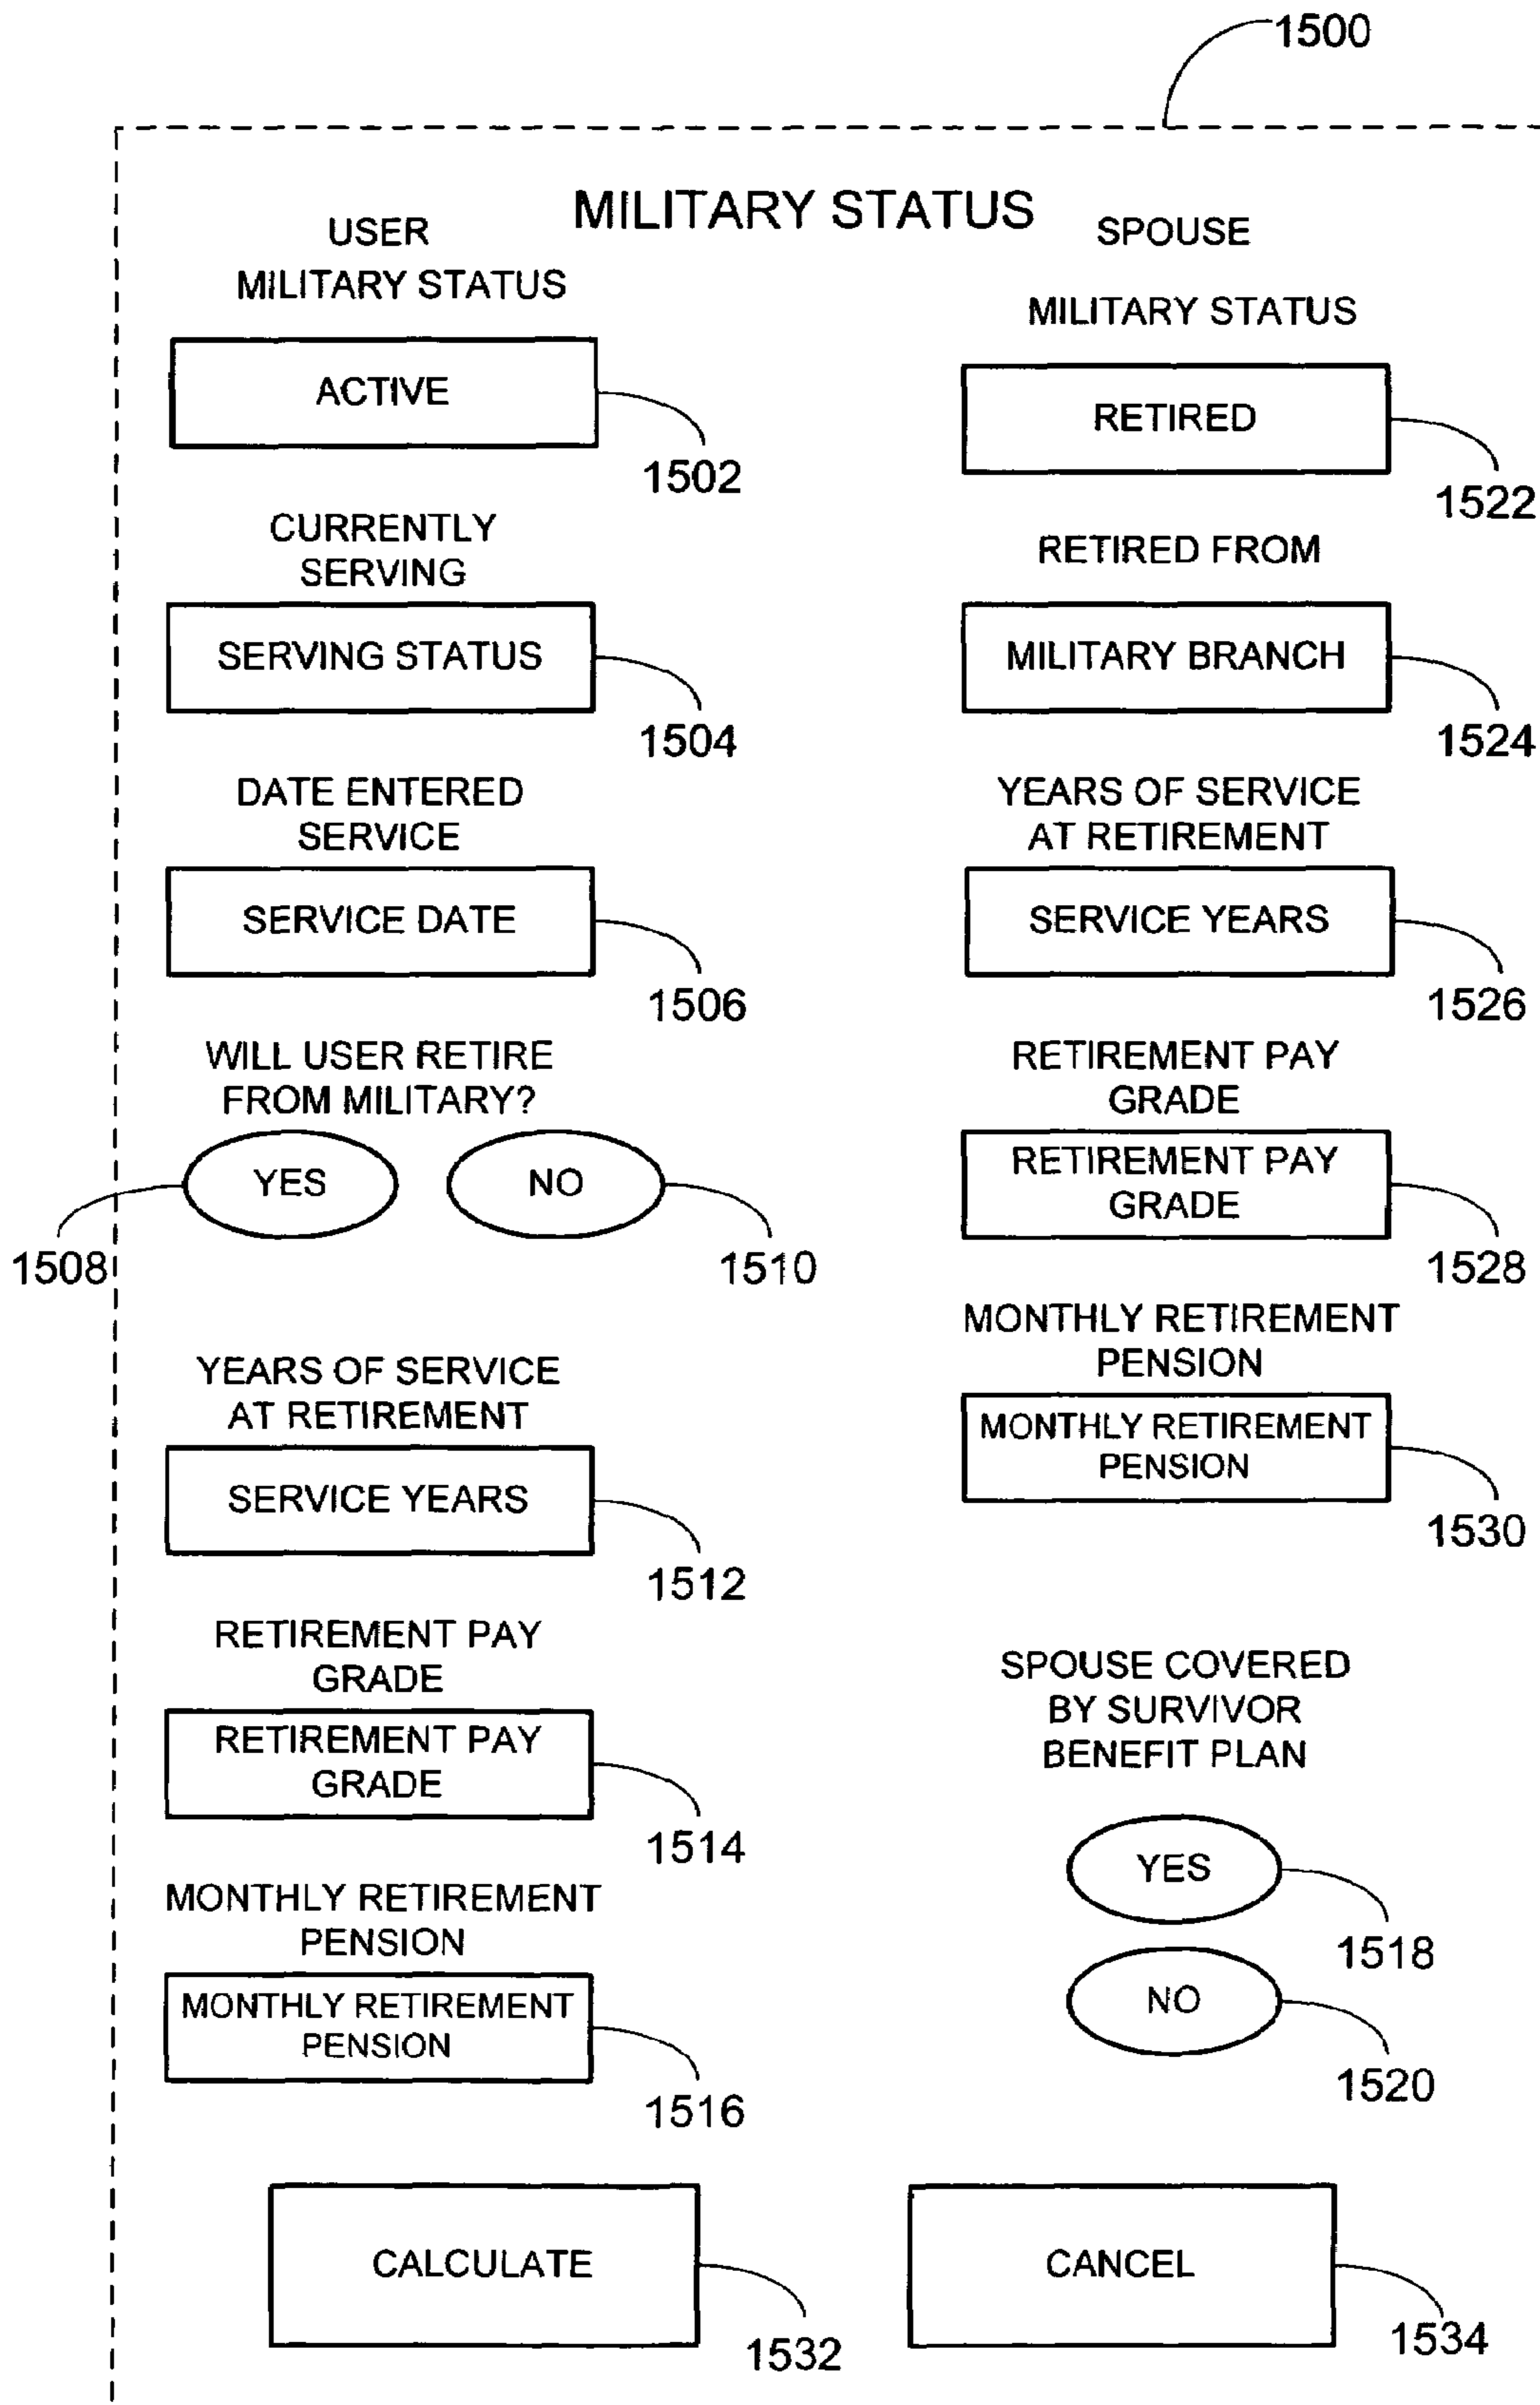 1500
MILITARY STATUS
USER
MILITARY STATUS
ACTIVE
1502
CURRENTLY
SERVING
SERVING STATUS
1504
DATE ENTERED
SERVICE
SERVICE DATE
1506
WILL USER RETIRE
FROM MILITARY?
YES
NO
1508
1510
YEARS OF SERVICE
AT RETIREMENT
SERVICE YEARS
1512
RETIREMENT PAY
GRADE
RETIREMENT PAY
GRADE
1514
MONTHLY RETIREMENT
PENSION
MONTHLY RETIREMENT
PENSION
1516
SPOUSE
MILITARY STATUS
RETIRED
1522
RETIRED FROM
MILITARY BRANCH
1524
YEARS OF SERVICE
AT RETIREMENT
SERVICE YEARS
1526
RETIREMENT PAY
GRADE
RETIREMENT PAY
GRADE
1528
MONTHLY RETIREMENT
PENSION
MONTHLY RETIREMENT
PENSION
1530
SPOUSE COVERED
BY SURVIVOR
BENEFIT PLAN
YES
1518
NO
1520
CALCULATE
1532
CANCEL
1534